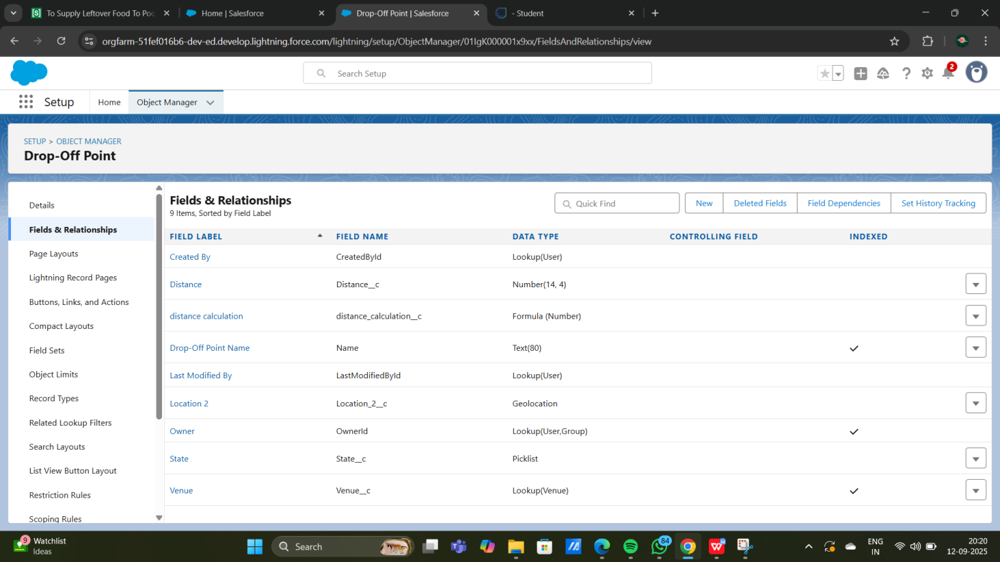 To Supply Leftover Food To Poo
Home | Salesforce
Drop-Off Point | Salesforce
- Student
orgfarm-51fef016b6-dev-ed.develop.lightning.force.com/lightning/setup/ObjectManager/01IgK000001x9xx/FieldsAndRelationships/view
Search Setup
2
Setup
Home
Object Manager
SETUP > OBJECT MANAGER
Drop-Off Point
Details
Fields & Relationships
Page Layouts
Lightning Record Pages
Buttons, Links, and Actions
Compact Layouts
Field Sets
Object Limits
Record Types
Related Lookup Filters
Search Layouts
List View Button Layout
Restriction Rules
Scoping Rules
Fields & Relationships
9 Items, Sorted by Field Label
Quick Find
New
Deleted Fields
Field Dependencies
Set History Tracking
FIELD LABEL FIELD NAME DATA TYPE CONTROLLING FIELD INDEXED
Created By CreatedById Lookup(User)
Distance Distance__c Number(14, 4)
distance calculation distance_calculation__c Formula (Number)
Drop-Off Point Name Name Text(80)
Last Modified By LastModifiedById Lookup(User)
Location 2 Location_2__c Geolocation
Owner OwnerId Lookup(User,Group)
State State__c Picklist
Venue Venue__c Lookup(Venue)
9
Watchlist
Ideas
Search
84
ENG
IN
20:20
12-09-2025